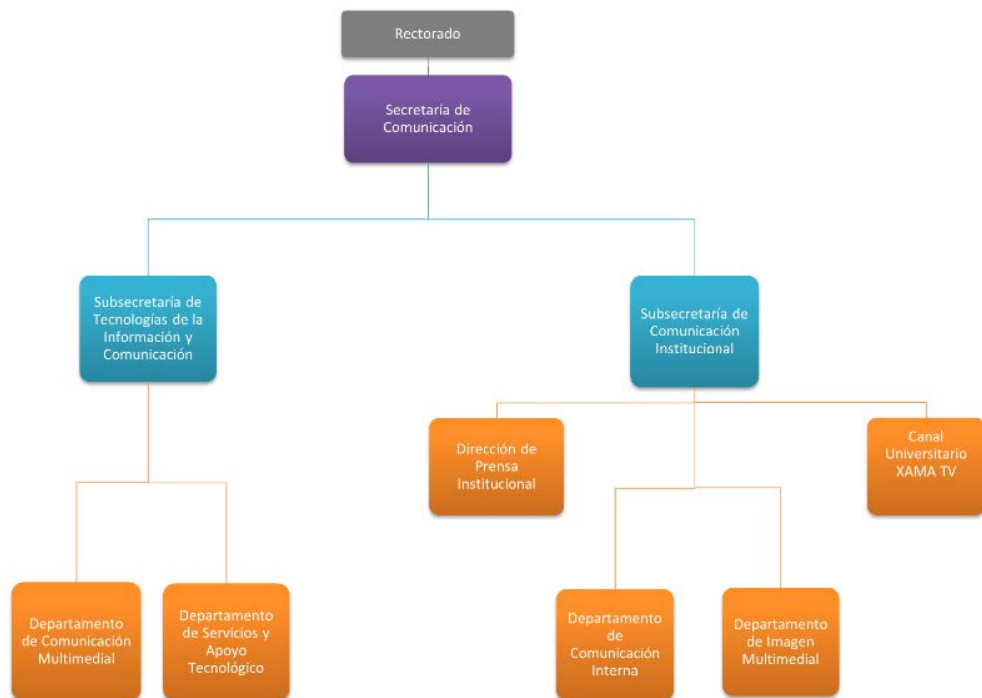 Rectorado
Secretaría de
Comunicación
Subsecretaría de
Tecnologías de la
Información y
Comunicación
Subsecretaría de
Comunicación
Institucional
Dirección de
Prensa
Institucional
Canal
Universitario
XAMA TV
Departamento
de Comunicación
Multimedial
Departamento
de Servicios y
Apoyo
Tecnológico
Departamento
de
Comunicación
Interna
Departamento
de Imagen
Multimedial